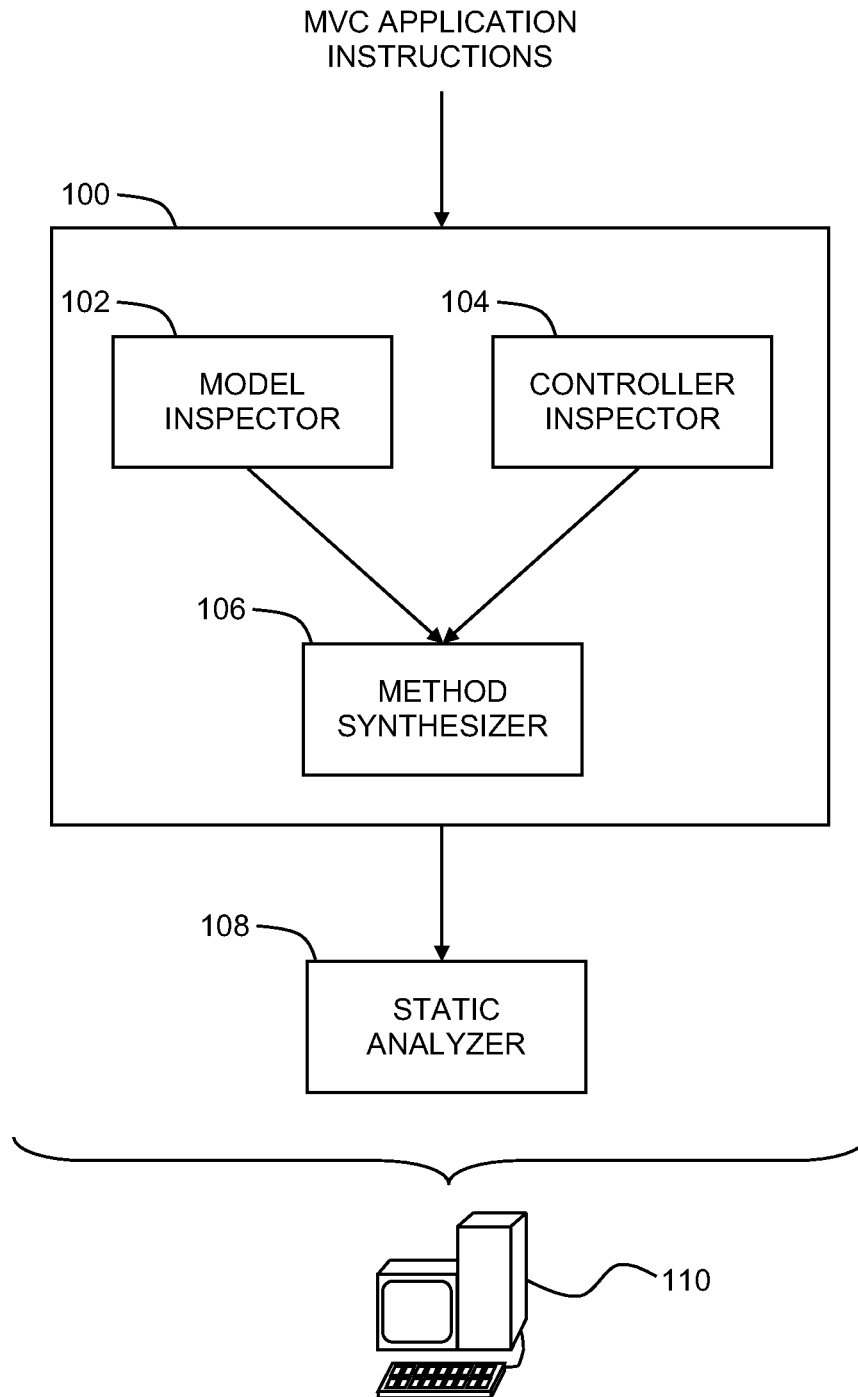 MVC APPLICATION
INSTRUCTIONS
100
102
104
MODEL
INSPECTOR
CONTROLLER
INSPECTOR
106
METHOD
SYNTHESIZER
108
STATIC
ANALYZER
110